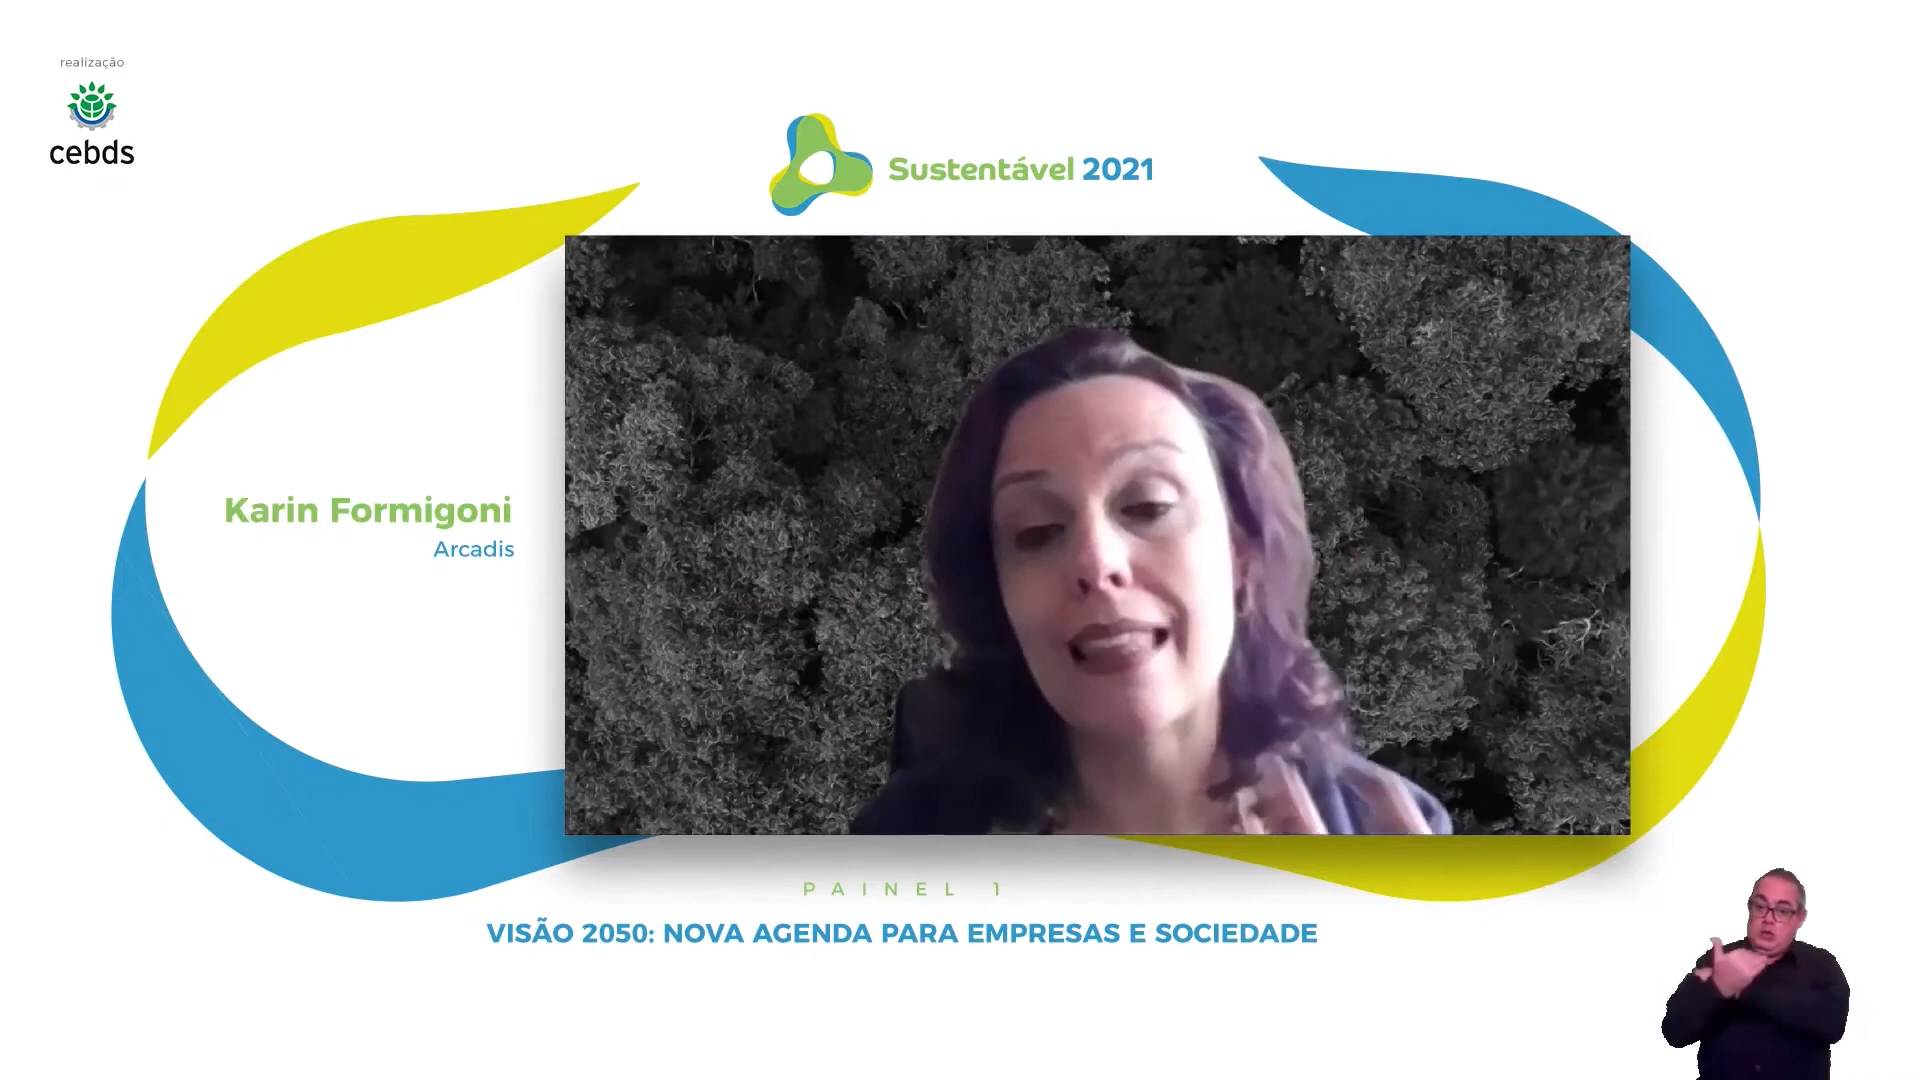 realização
cebds
Sustentável 2021
Karin Formigoni
Arcadis
PAINEL 1
VISÃO 2050: NOVA AGENDA PARA EMPRESAS E SOCIEDADE